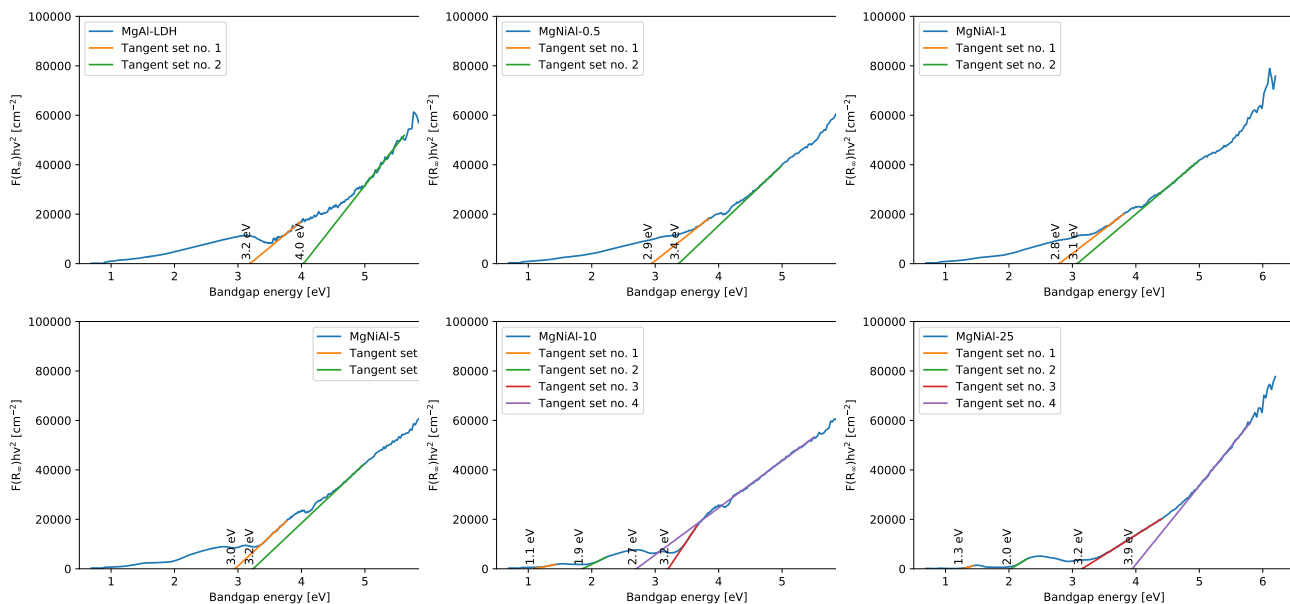 100000
80000
60000
40000
20000
0
F(R∞)hv² [cm⁻²]
MgAl-LDH
Tangent set no. 1
Tangent set no. 2
3.2 eV
4.0 eV
1 2 3 4 5
Bandgap energy [eV]
100000
80000
60000
40000
20000
0
F(R∞)hv² [cm⁻²]
MgNiAl-0.5
Tangent set no. 1
Tangent set no. 2
2.9 eV
3.4 eV
1 2 3 4 5
Bandgap energy [eV]
100000
80000
60000
40000
20000
0
F(R∞)hv² [cm⁻²]
MgNiAl-1
Tangent set no. 1
Tangent set no. 2
2.8 eV
3.1 eV
1 2 3 4 5 6
Bandgap energy [eV]
100000
80000
60000
40000
20000
0
F(R∞)hv² [cm⁻²]
MgNiAl-5
Tangent set
Tangent set
3.0 eV
3.2 eV
1 2 3 4 5
Bandgap energy [eV]
100000
80000
60000
40000
20000
0
F(R∞)hv² [cm⁻²]
MgNiAl-10
Tangent set no. 1
Tangent set no. 2
Tangent set no. 3
Tangent set no. 4
1.1 eV
1.9 eV
2.7 eV
3.2 eV
1 2 3 4 5
Bandgap energy [eV]
100000
80000
60000
40000
20000
0
F(R∞)hv² [cm⁻²]
MgNiAl-25
Tangent set no. 1
Tangent set no. 2
Tangent set no. 3
Tangent set no. 4
1.3 eV
2.0 eV
3.2 eV
3.9 eV
1 2 3 4 5 6
Bandgap energy [eV]